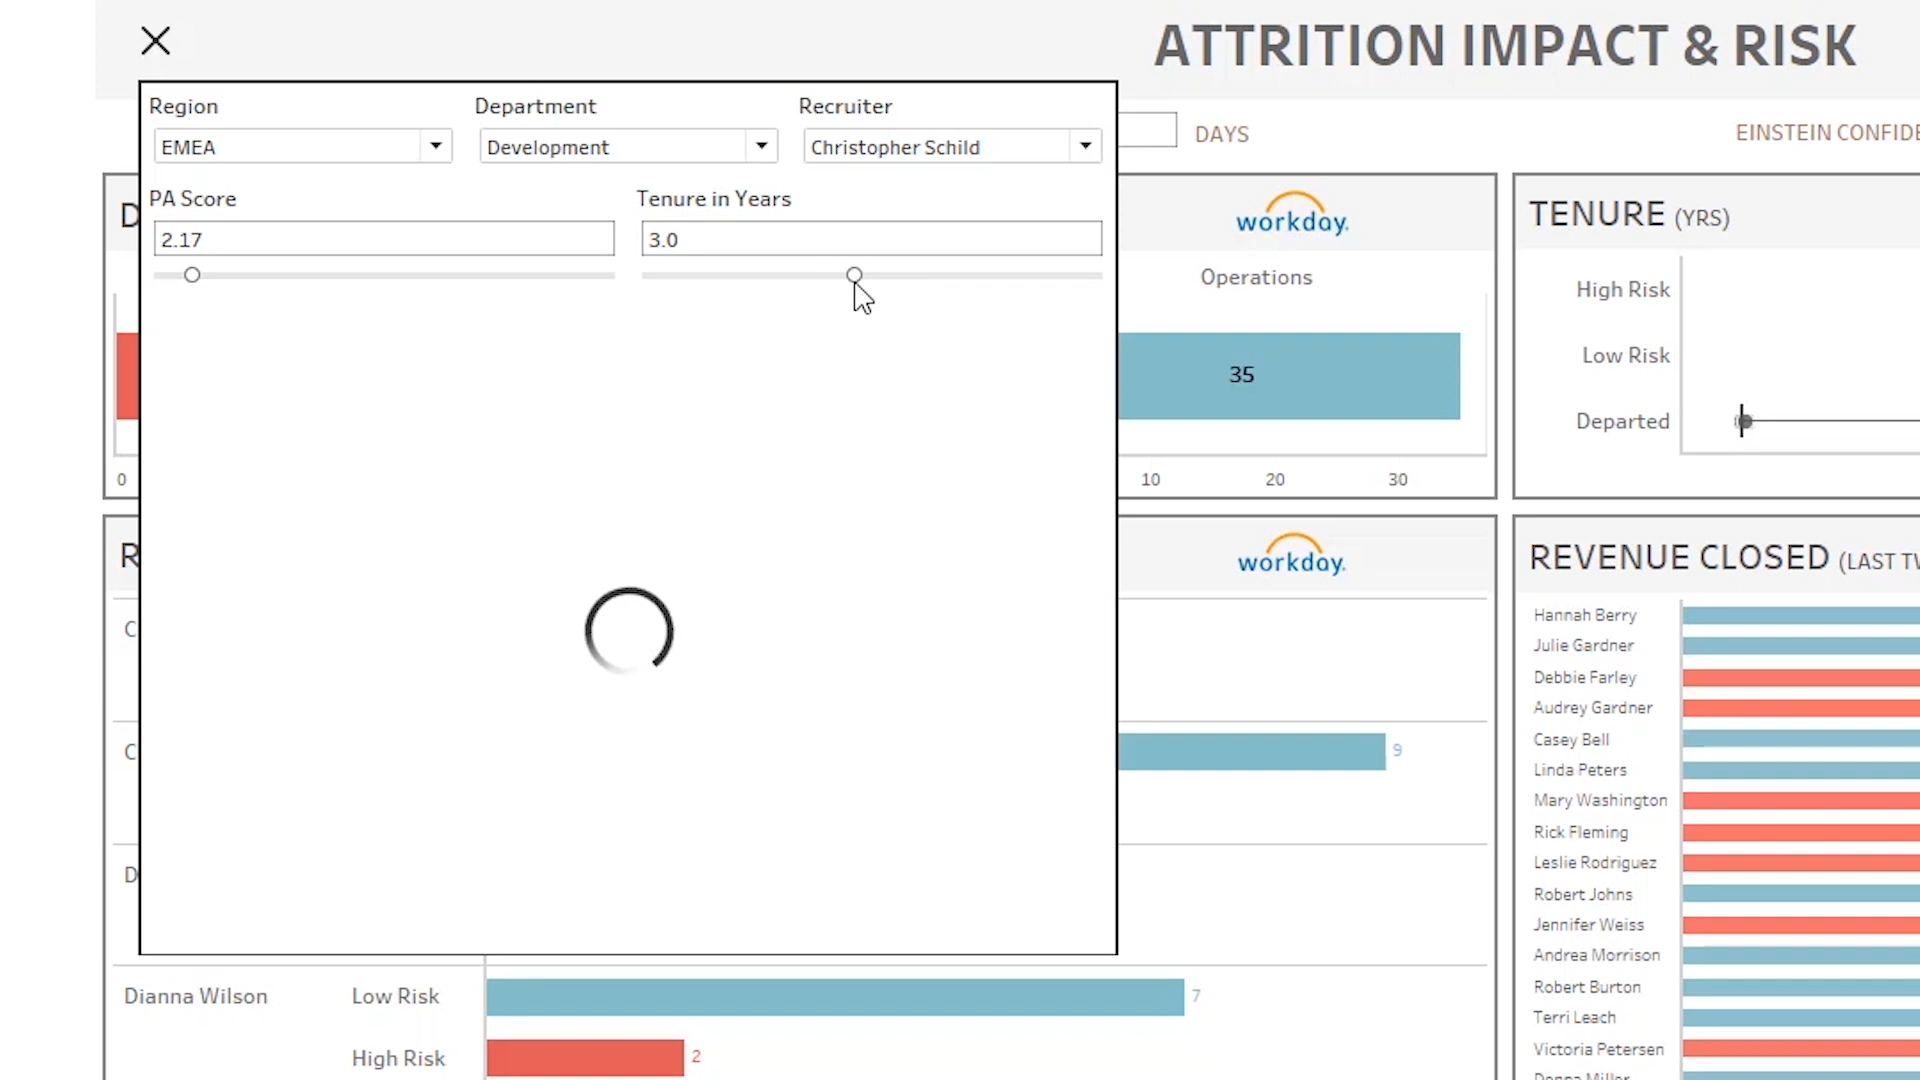 ATTRITION IMPACT & RISK
Region
Department
Recruiter
EMEA
Development
Christopher Schild
DAYS
EINSTEIN CONFIDE
PA Score
Tenure in Years
2.17
3.0
D
workday.
TENURE (YRS)
Operations
High Risk
35
Low Risk
Departed
0
10
20
30
R
workday.
REVENUE CLOSED (LAST TW
C
C
9
D
Dianna Wilson
Low Risk
7
High Risk
2
Hannah Berry
Julie Gardner
Debbie Farley
Audrey Gardner
Casey Bell
Linda Peters
Mary Washington
Rick Fleming
Leslie Rodriguez
Robert Johns
Jennifer Weiss
Andrea Morrison
Robert Burton
Terri Leach
Victoria Petersen
Donna Miller